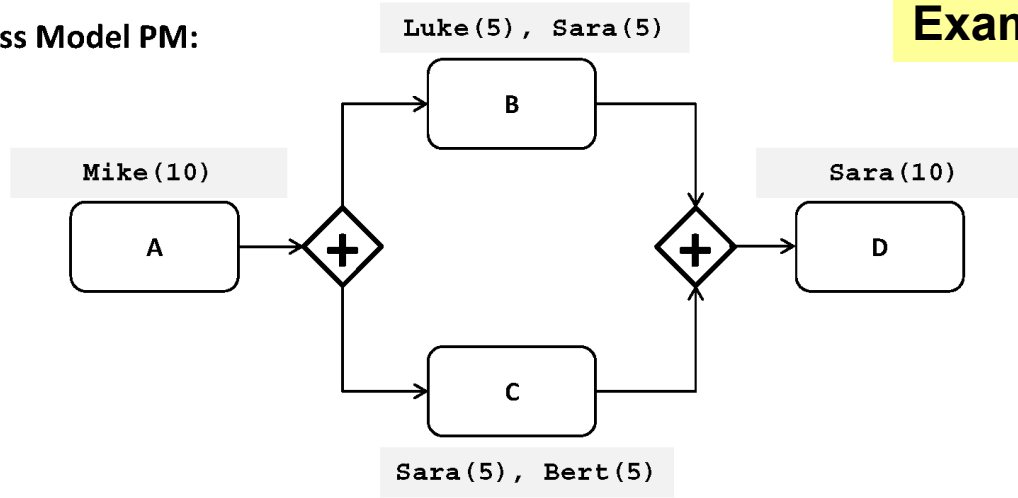 ss Model PM:
Exan
Luke(5), Sara(5)
B
Mike(10)
Sara(10)
A
D
C
Sara(5), Bert(5)